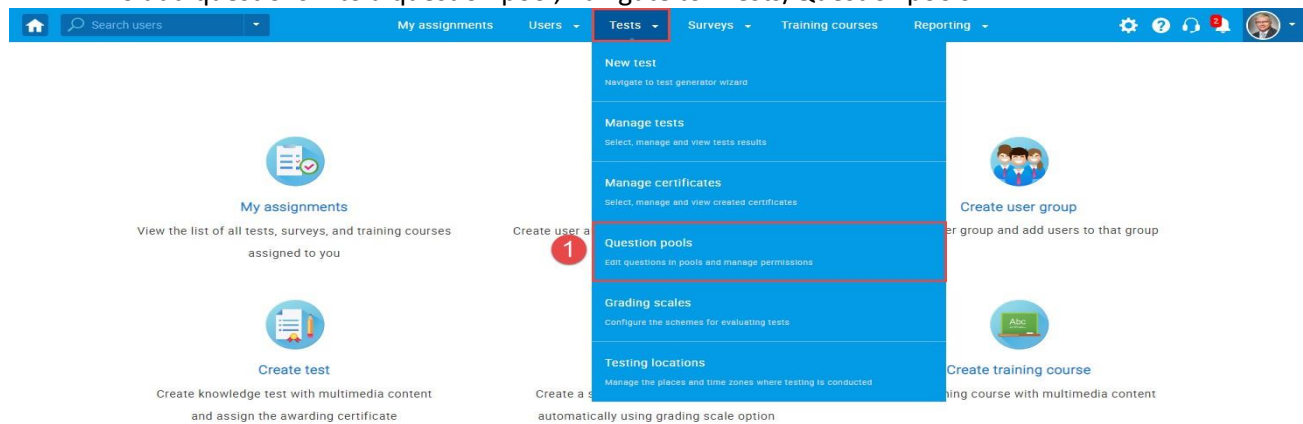 Search users My assignments Users Tests Surveys Training courses Reporting 2
New test
Navigate to test generator wizard
Manage tests
Select, manage and view tests results
Manage certificates
Select, manage and view created certificates
Question pools
1
Edit questions in pools and manage permissions
Grading scales
Configure the schemes for evaluating tests
Testing locations
Manage the places and time zones where testing is conducted
My assignments
View the list of all tests, surveys, and training courses
assigned to you
Create user a
Create user group
er group and add users to that group
Create test
Create knowledge test with multimedia content
and assign the awarding certificate
Create a s
automatically using grading scale option
Abc
Create training course
ning course with multimedia content